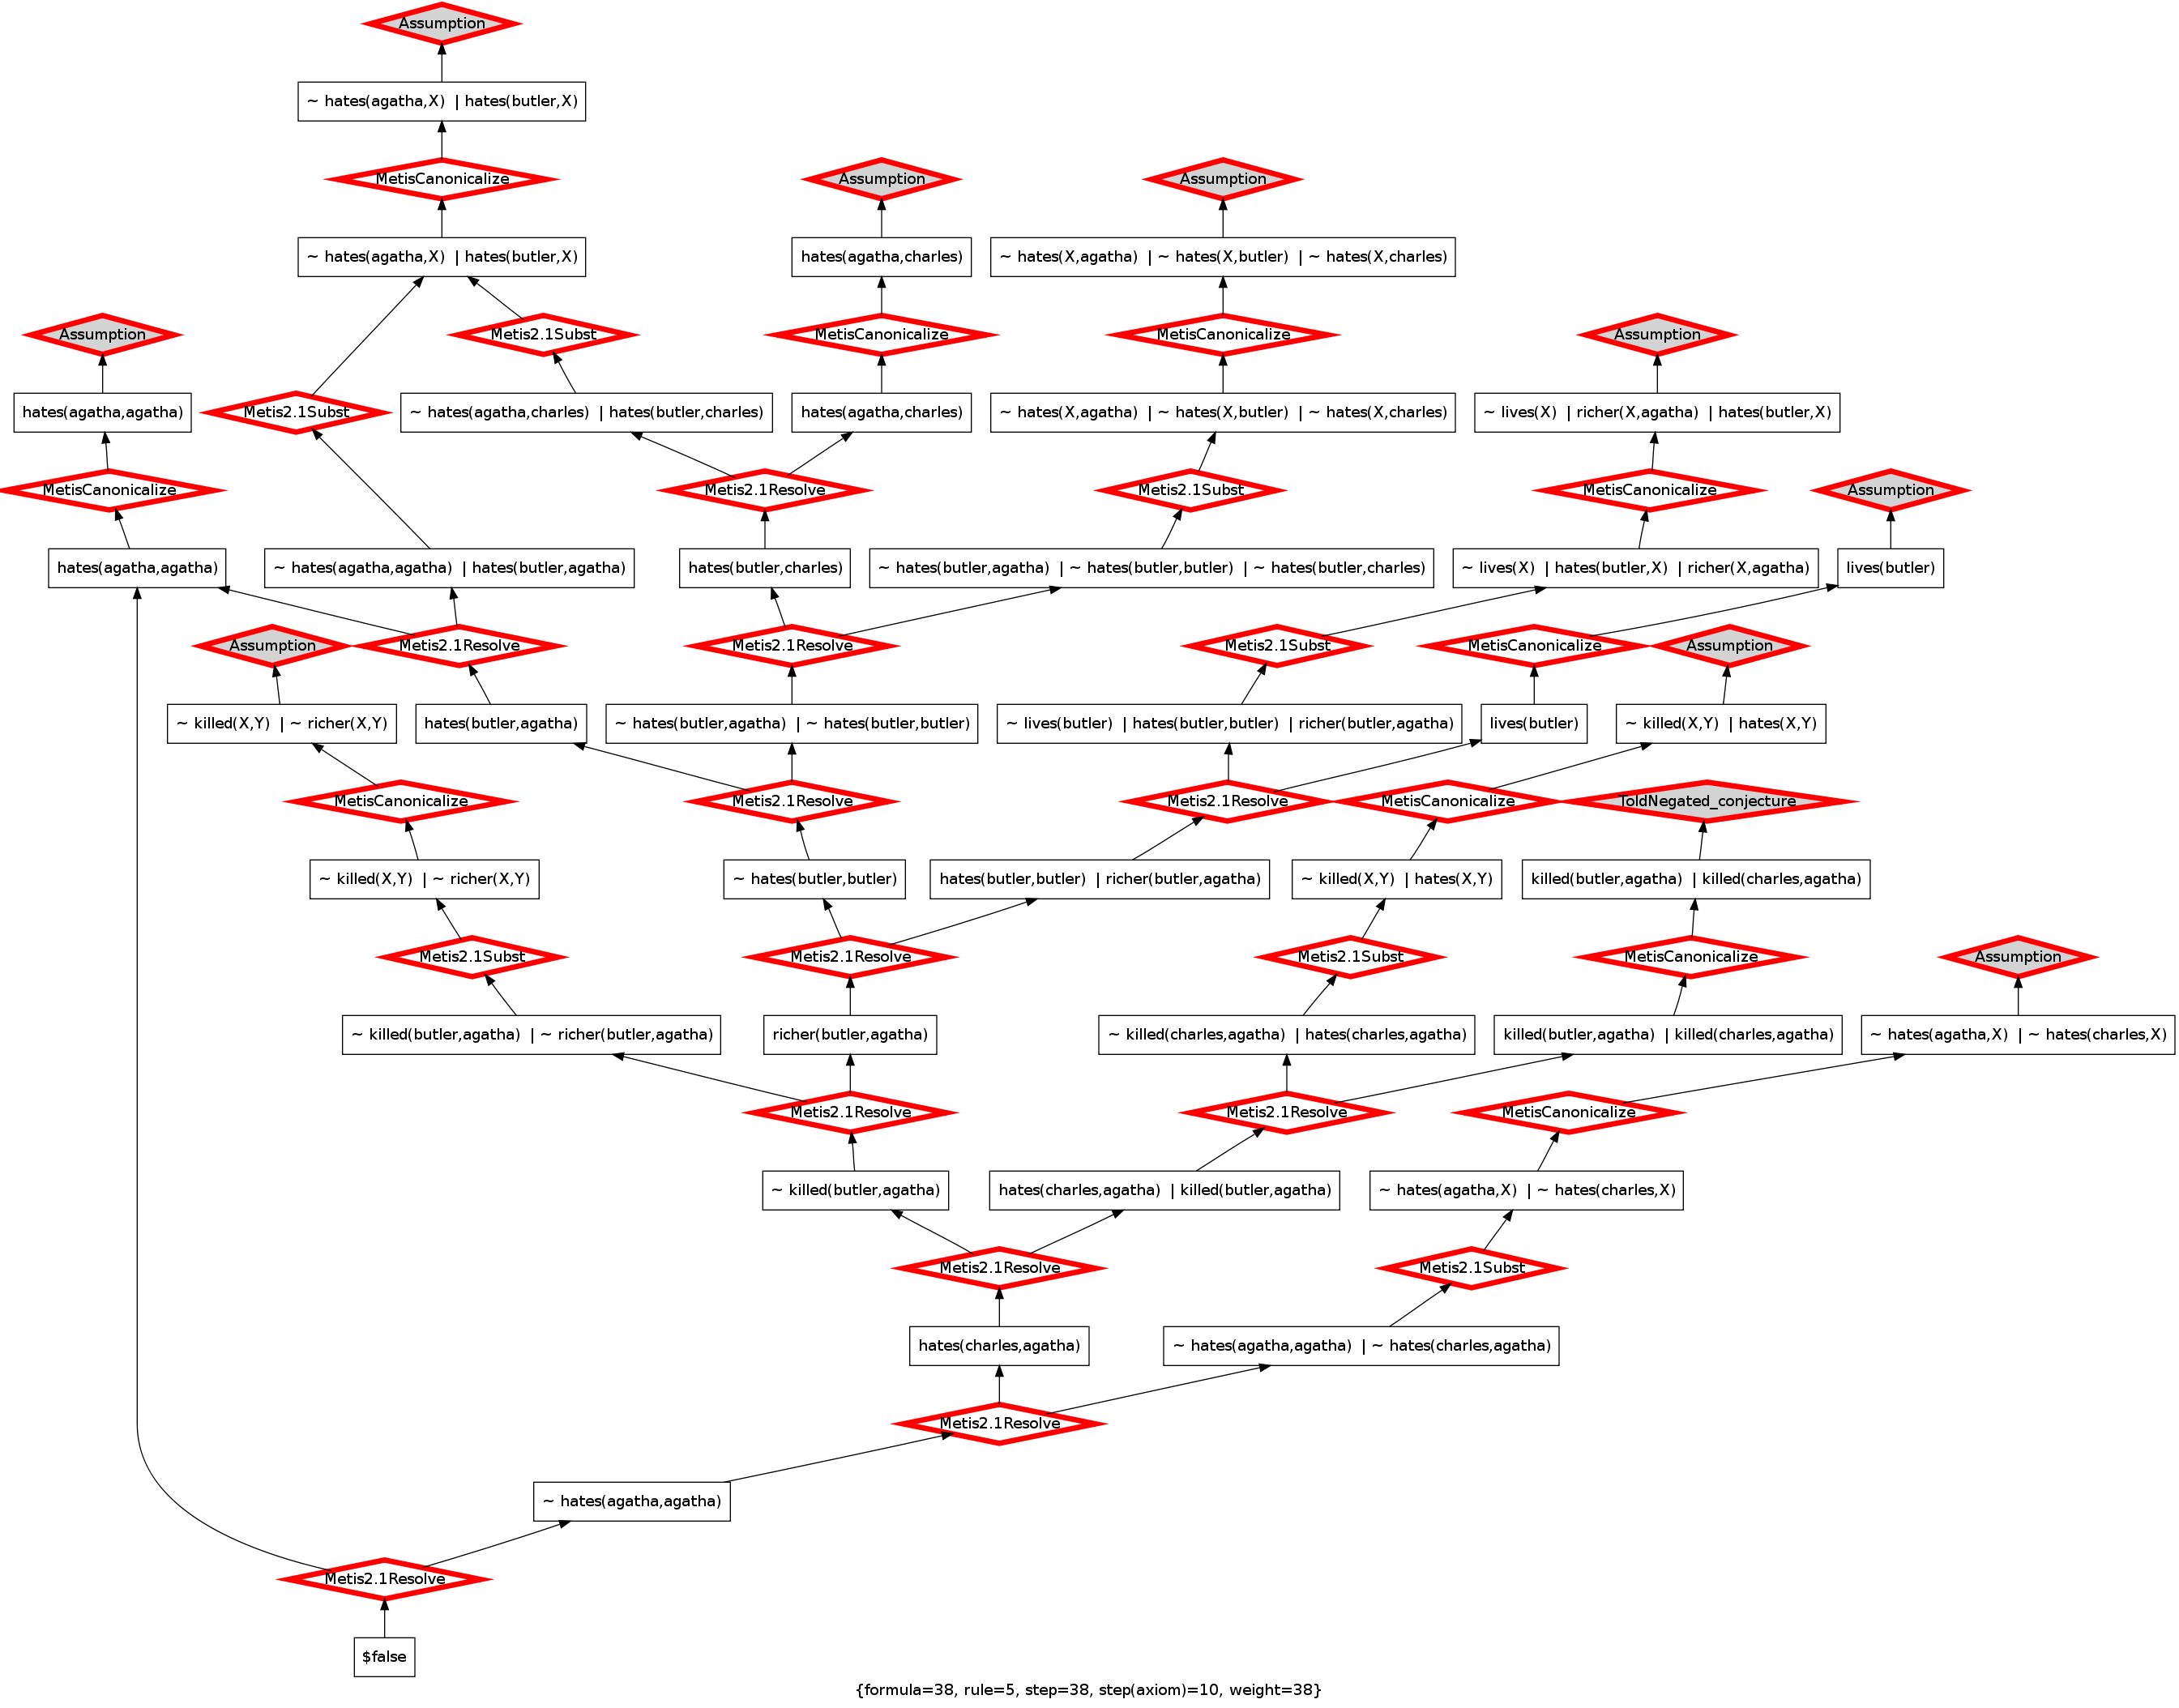 Assumption
~ hates(agatha,X) | hates(butler,X)
MetisCanonicalize
Assumption
Assumption
~ hates(agatha,X) | hates(butler,X)
hates(agatha,charles)
~ hates(X,agatha) | ~ hates(X,butler) | ~ hates(X,charles)
Assumption
Metis2.1Subst
MetisCanonicalize
MetisCanonicalize
Assumption
hates(agatha,agatha)
Metis2.1Subst
~ hates(agatha,charles) | hates(butler,charles)
hates(agatha,charles)
~ hates(X,agatha) | ~ hates(X,butler) | ~ hates(X,charles)
~ lives(X) | richer(X,agatha) | hates(butler,X)
MetisCanonicalize
Metis2.1Resolve
Metis2.1Subst
MetisCanonicalize
Assumption
hates(agatha,agatha)
~ hates(agatha,agatha) | hates(butler,agatha)
hates(butler,charles)
~ hates(butler,agatha) | ~ hates(butler,butler) | ~ hates(butler,charles)
~ lives(X) | hates(butler,X) | richer(X,agatha)
lives(butler)
Assumption
Metis2.1Resolve
Metis2.1Resolve
Metis2.1Subst
MetisCanonicalize
Assumption
~ killed(X,Y) | ~ richer(X,Y)
hates(butler,agatha)
~ hates(butler,agatha) | ~ hates(butler,butler)
~ lives(butler) | hates(butler,butler) | richer(butler,agatha)
lives(butler)
~ killed(X,Y) | hates(X,Y)
MetisCanonicalize
Metis2.1Resolve
Metis2.1Resolve
MetisCanonicalize
ToldNegated_conjecture
~ killed(X,Y) | ~ richer(X,Y)
~ hates(butler,butler)
hates(butler,butler) | richer(butler,agatha)
~ killed(X,Y) | hates(X,Y)
killed(butler,agatha) | killed(charles,agatha)
Metis2.1Subst
Metis2.1Resolve
Metis2.1Subst
MetisCanonicalize
Assumption
~ killed(butler,agatha) | ~ richer(butler,agatha)
richer(butler,agatha)
~ killed(charles,agatha) | hates(charles,agatha)
killed(butler,agatha) | killed(charles,agatha)
~ hates(agatha,X) | ~ hates(charles,X)
Metis2.1Resolve
Metis2.1Resolve
MetisCanonicalize
~ killed(butler,agatha)
hates(charles,agatha) | killed(butler,agatha)
~ hates(agatha,X) | ~ hates(charles,X)
Metis2.1Resolve
Metis2.1Subst
hates(charles,agatha)
~ hates(agatha,agatha) | ~ hates(charles,agatha)
Metis2.1Resolve
~ hates(agatha,agatha)
Metis2.1Resolve
$false
{formula=38, rule=5, step=38, step(axiom)=10, weight=38}